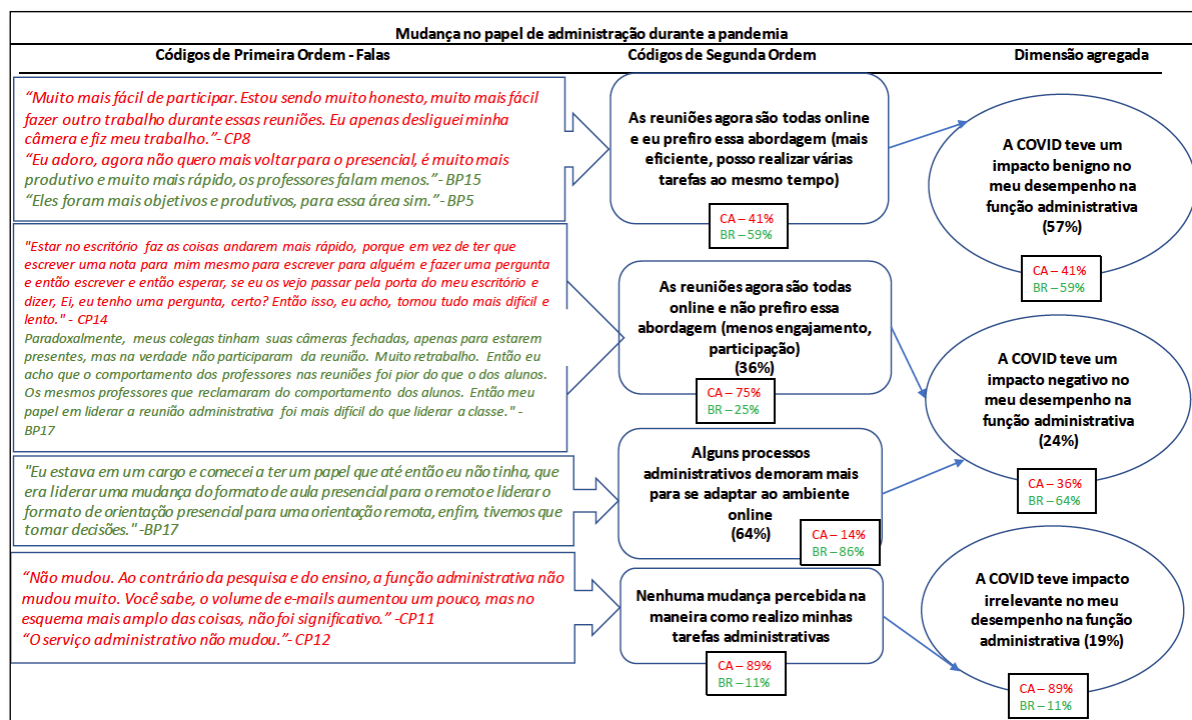 Mudança no papel de administração durante a pandemia
Códigos de Primeira Ordem - Falas
Códigos de Segunda Ordem
Dimensão agregada
“Muito mais fácil de participar. Estou sendo muito honesto, muito mais fácil
fazer outro trabalho durante essas reuniões. Eu apenas desliguei minha
câmera e fiz meu trabalho.”- CP8
“Eu adoro, agora não quero mais voltar para o presencial, é muito mais
produtivo e muito mais rápido, os professores falam menos.”- BP15
“Eles foram mais objetivos e produtivos, para essa área sim.”- BP5
As reuniões agora são todas online
e eu prefiro essa abordagem (mais
eficiente, posso realizar várias
tarefas ao mesmo tempo)
CA – 41%
BR – 59%
A COVID teve um
impacto benigno no
meu desempenho na
função administrativa
(57%)
CA – 41%
BR – 59%
"Estar no escritório faz as coisas andarem mais rápido, porque em vez de ter que
escrever uma nota para mim mesmo para escrever para alguém e fazer uma pergunta
e então escrever e então esperar, se eu os vejo passar pela porta do meu escritório e
dizer, Ei, eu tenho uma pergunta, certo? Então isso, eu acho, tornou tudo mais difícil e
lento." - CP14
Paradoxalmente, meus colegas tinham suas câmeras fechadas, apenas para estarem
presentes, mas na verdade não participaram da reunião. Muito retrabalho. Então eu
acho que o comportamento dos professores nas reuniões foi pior do que o dos alunos.
Os mesmos professores que reclamaram do comportamento dos alunos. Então meu
papel em liderar a reunião administrativa foi mais difícil do que liderar a classe." -
BP17
As reuniões agora são todas
online e não prefiro essa
abordagem (menos engajamento,
participação)
(36%)
CA – 75%
BR – 25%
A COVID teve um
impacto negativo no
meu desempenho na
função administrativa
(24%)
CA – 36%
BR – 64%
"Eu estava em um cargo e comecei a ter um papel que até então eu não tinha, que
era liderar uma mudança do formato de aula presencial para o remoto e liderar o
formato de orientação presencial para uma orientação remota, enfim, tivemos que
tomar decisões." -BP17
Alguns processos
administrativos demoram mais
para se adaptar ao ambiente
online
(64%)
CA – 14%
BR – 86%
“Não mudou. Ao contrário da pesquisa e do ensino, a função administrativa não
mudou muito. Você sabe, o volume de e-mails aumentou um pouco, mas no
esquema mais amplo das coisas, não foi significativo.” -CP11
“O serviço administrativo não mudou.”- CP12
Nenhuma mudança percebida na
maneira como realizo minhas
tarefas administrativas
CA – 89%
BR – 11%
A COVID teve impacto
irrelevante no meu
desempenho na função
administrativa (19%)
CA – 89%
BR – 11%